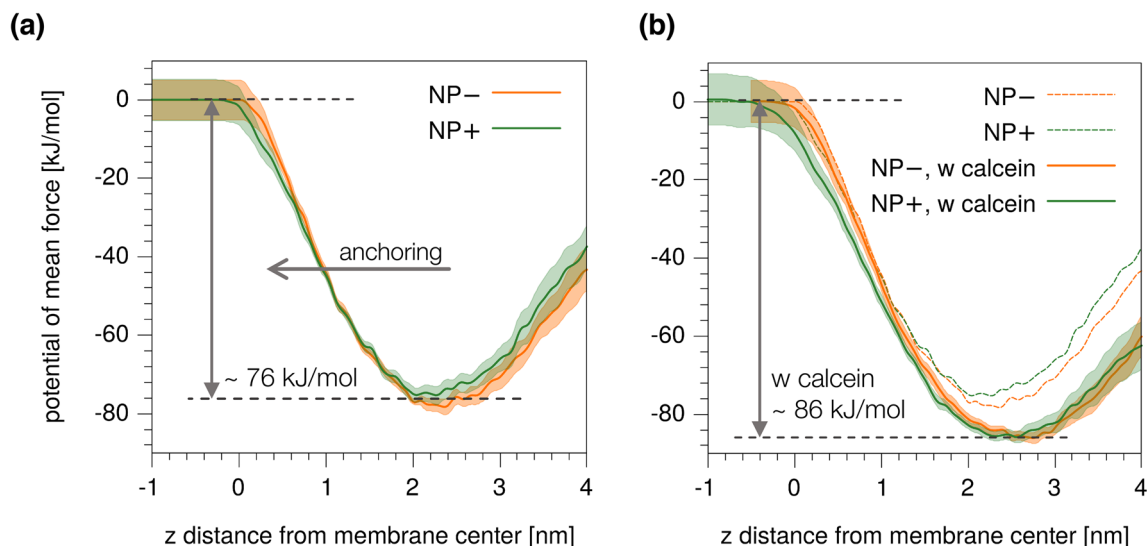 (a)
potential of mean force [kJ/mol]
0
-20
-40
-60
-80
NP−
NP+
anchoring
~ 76 kJ/mol
-1 0 1 2 3 4
z distance from membrane center [nm]
(b)
0
-20
-40
-60
-80
NP−
NP+
NP−, w calcein
NP+, w calcein
w calcein
~ 86 kJ/mol
-1 0 1 2 3 4
z distance from membrane center [nm]